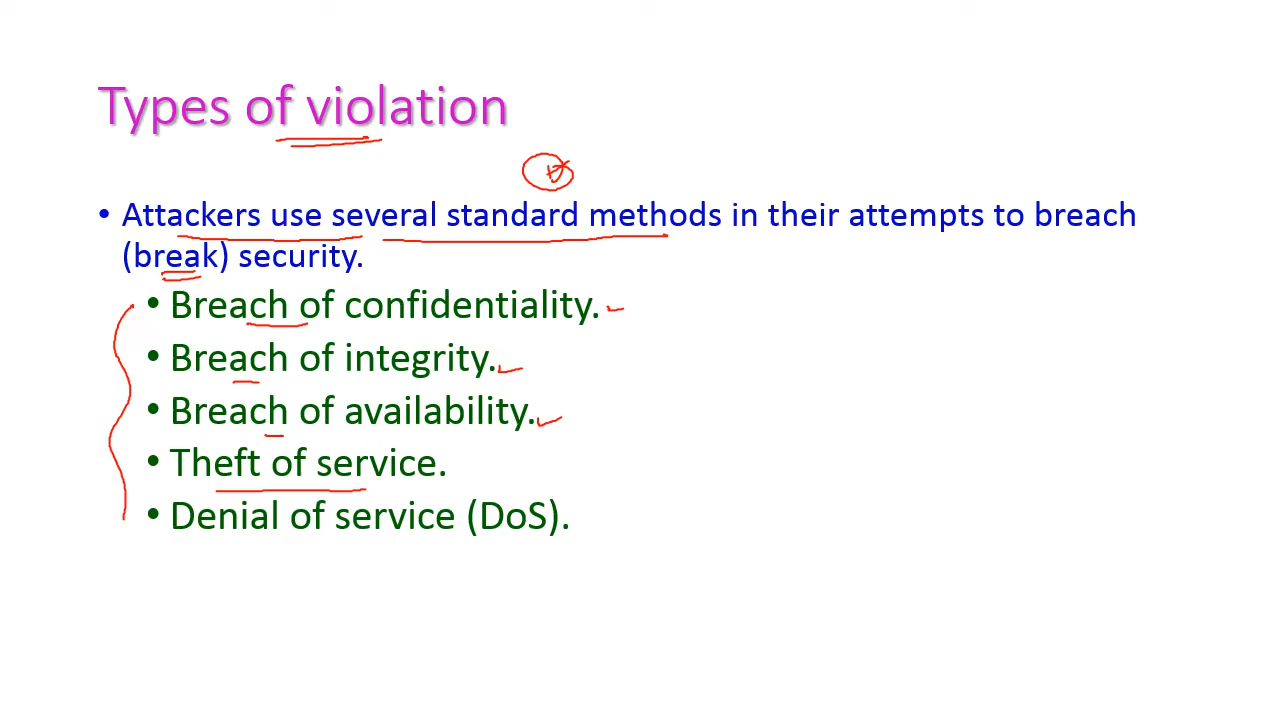 Types of violation
• Attackers use several standard methods in their attempts to breach
(break) security.
• Breach of confidentiality.
• Breach of integrity.
• Breach of availability.
• Theft of service.
• Denial of service (DoS).